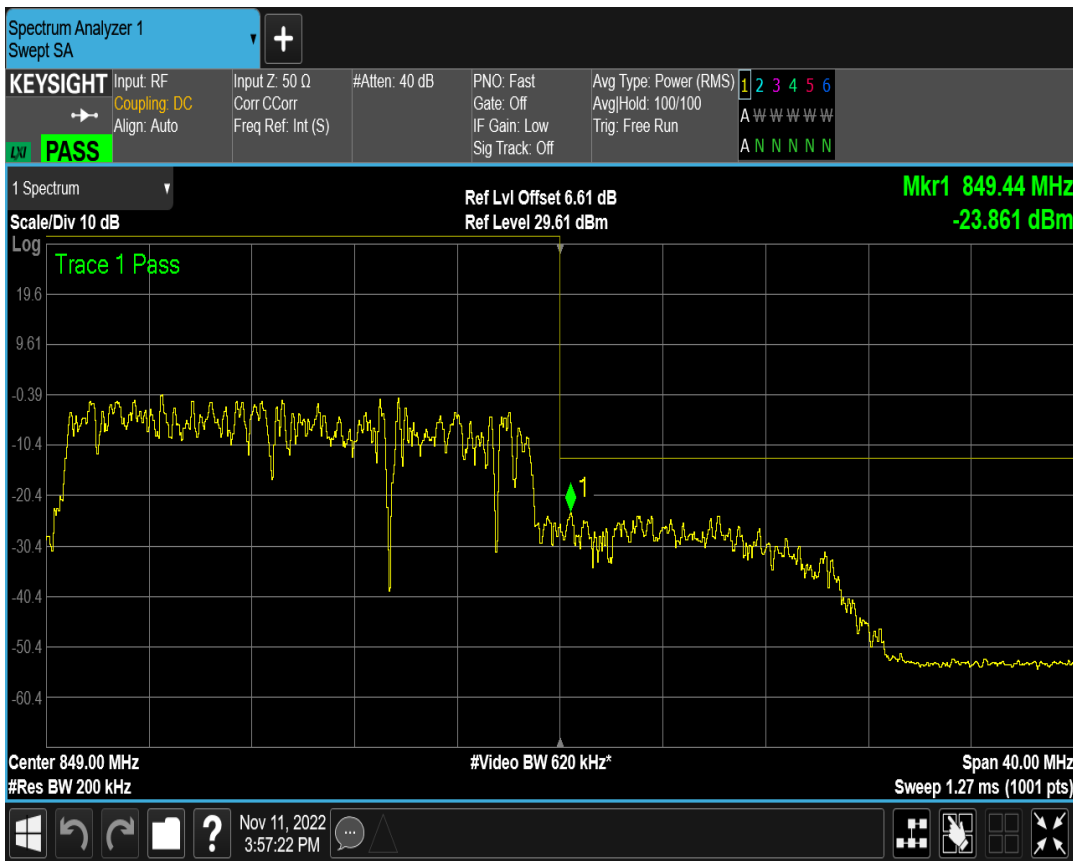 Spectrum Analyzer 1
Swept SA
+
KEYSIGHT
Input: RF
Coupling: DC
Align: Auto
Input Z: 50 Ω
Corr CCorr
Freq Ref: Int (S)
#Atten: 40 dB
PNO: Fast
Gate: Off
IF Gain: Low
Sig Track: Off
Avg Type: Power (RMS)
Avg|Hold: 100/100
Trig: Free Run
1 2 3 4 5 6
A W W W W W
A N N N N N
LXI
PASS
1 Spectrum
Scale/Div 10 dB
Ref Lvl Offset 6.61 dB
Ref Level 29.61 dBm
Mkr1 849.44 MHz
-23.861 dBm
Log
Trace 1 Pass
19.6
9.61
-0.39
-10.4
-20.4
-30.4
-40.4
-50.4
-60.4
1
Center 849.00 MHz
#Res BW 200 kHz
#Video BW 620 kHz*
Span 40.00 MHz
Sweep 1.27 ms (1001 pts)
?
Nov 11, 2022
3:57:22 PM